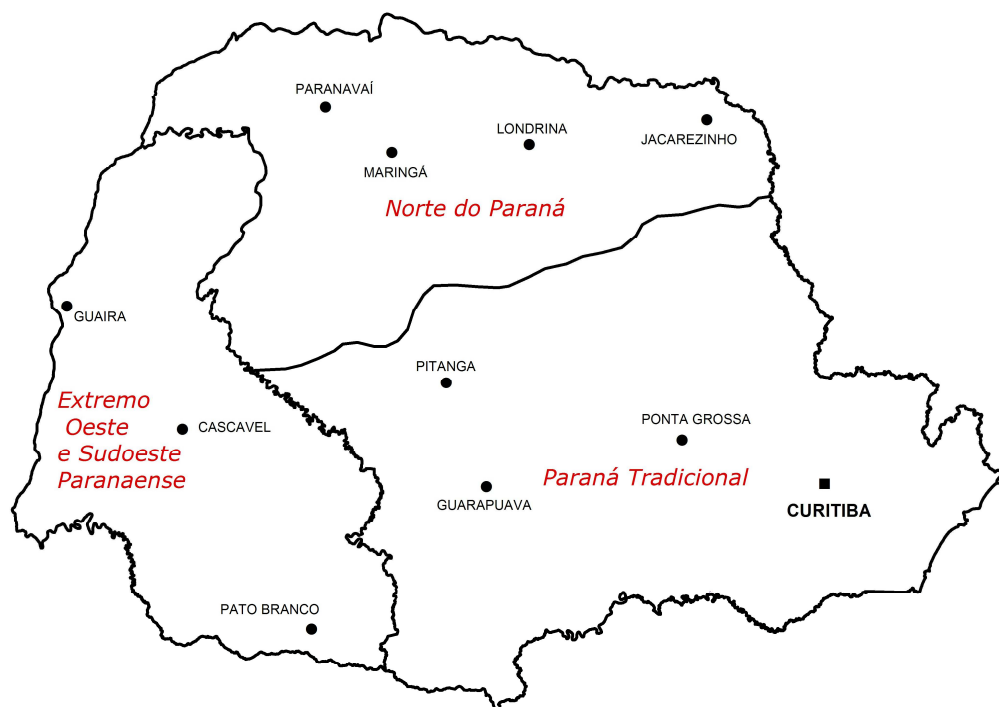 PARANAVAÍ
LONDRINA
JACAREZINHO
MARINGÁ
Norte do Paraná
GUAIRA
PITANGA
Extremo
Oeste
e Sudoeste
Paranaense
CASCAVEL
PONTA GROSSA
Paraná Tradicional
GUARAPUAVA
CURITIBA
PATO BRANCO